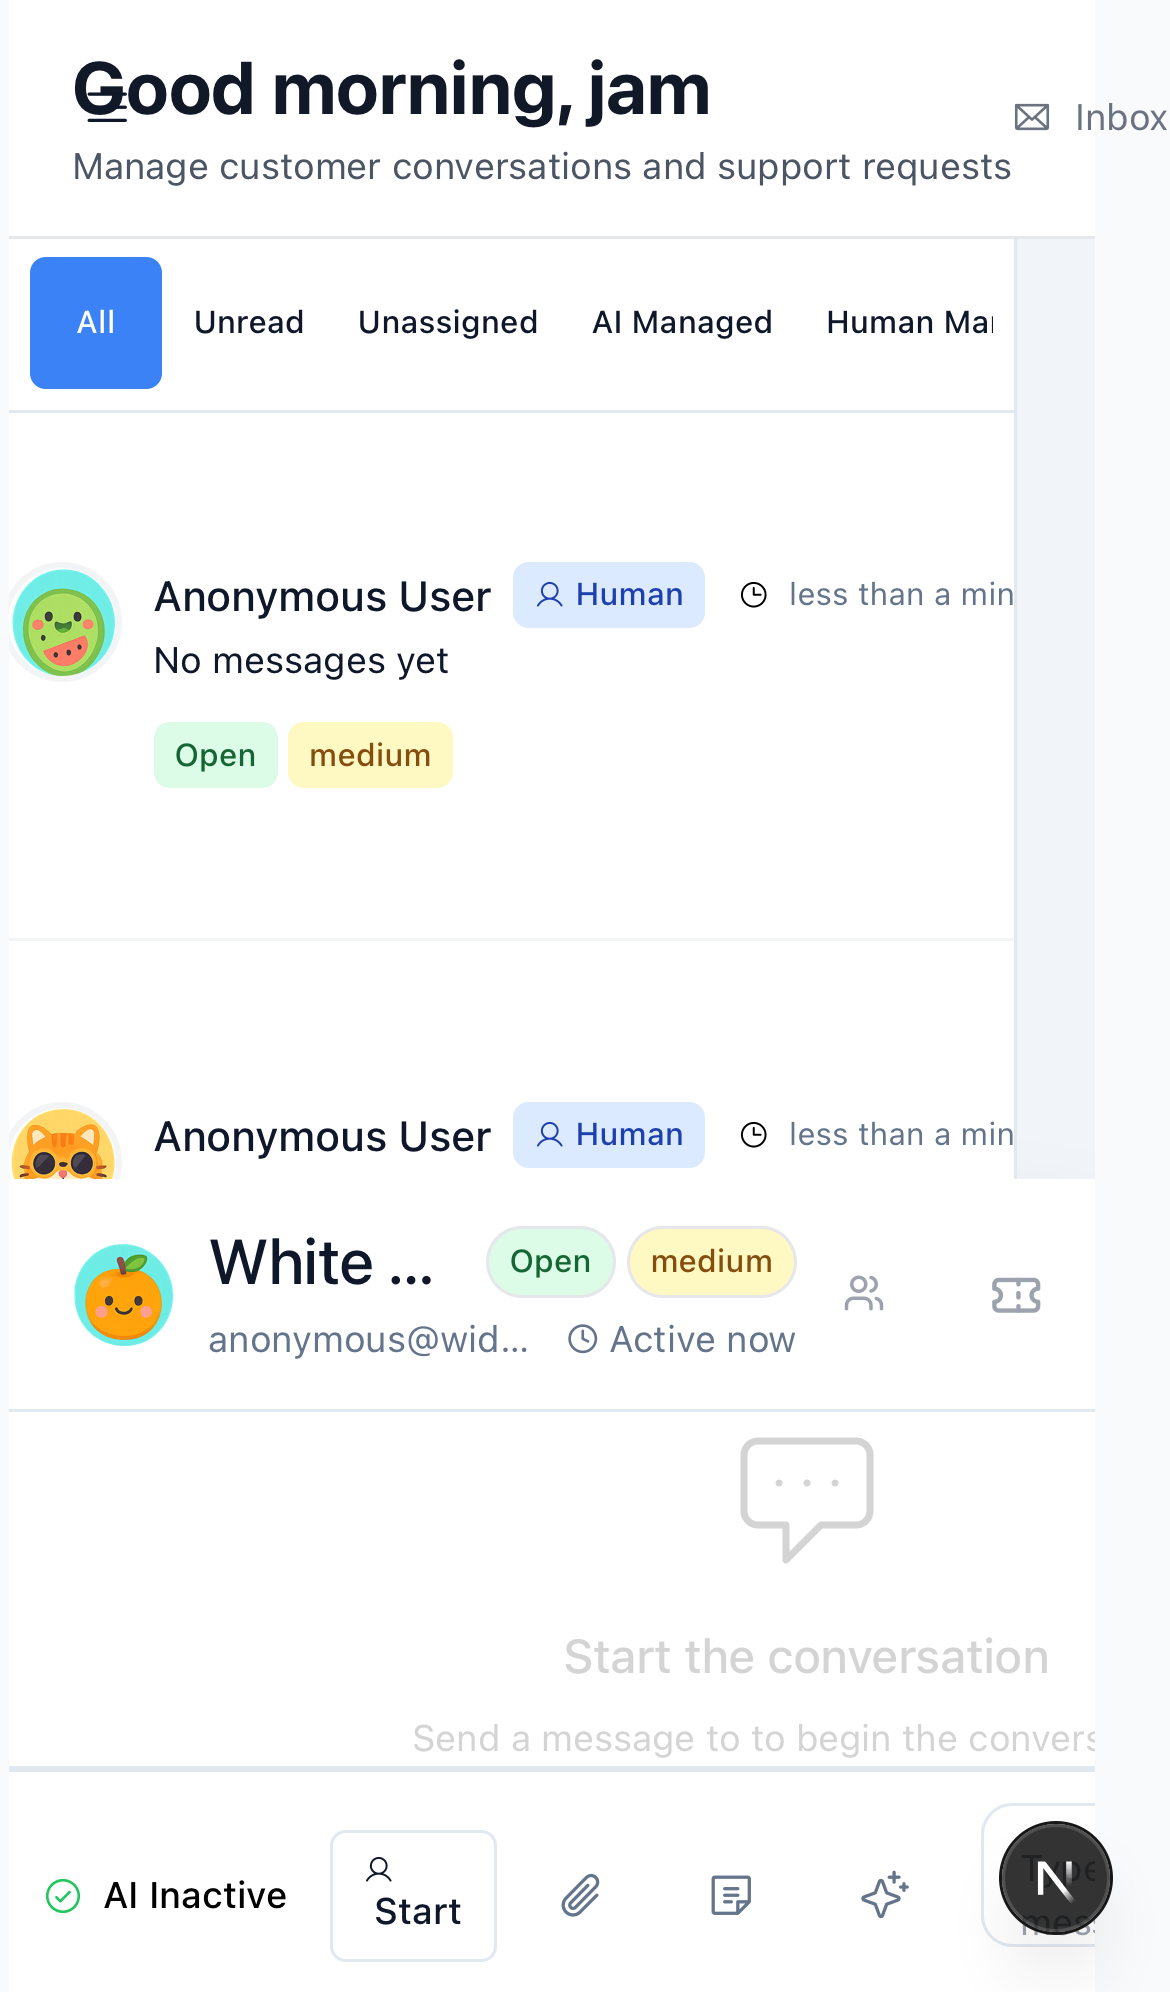 Good morning, jam
Inbox
Manage customer conversations and support requests
All Unread Unassigned AI Managed Human Ma
Anonymous User Human less than a min
No messages yet
Open medium
Anonymous User Human less than a min
White ... Open medium
anonymous@wid... Active now
Start the conversation
Send a message to to begin the convers
AI Inactive Start
Type
mess
N